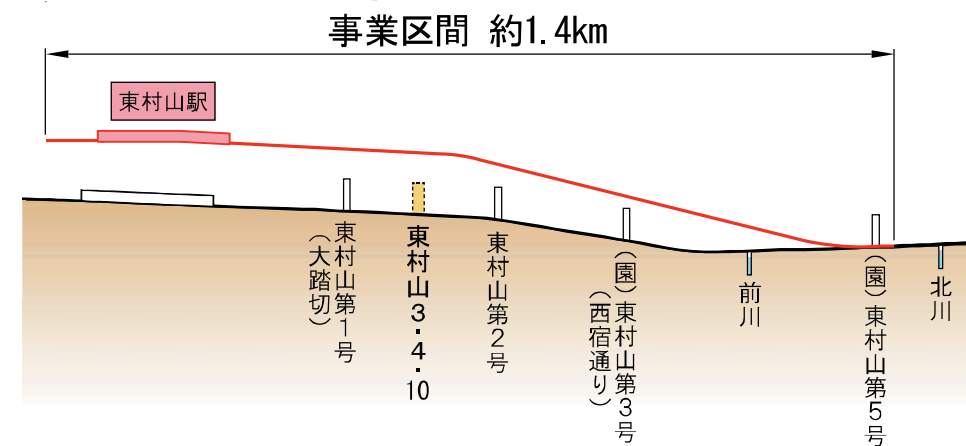 事業区間 約1.4km
東村山駅
東村山第1号
（大踏切）
東村山3・4・10
東村山第2号
（園）東村山第3号
（西宿通り）
前川
（園）東村山第5号
北川